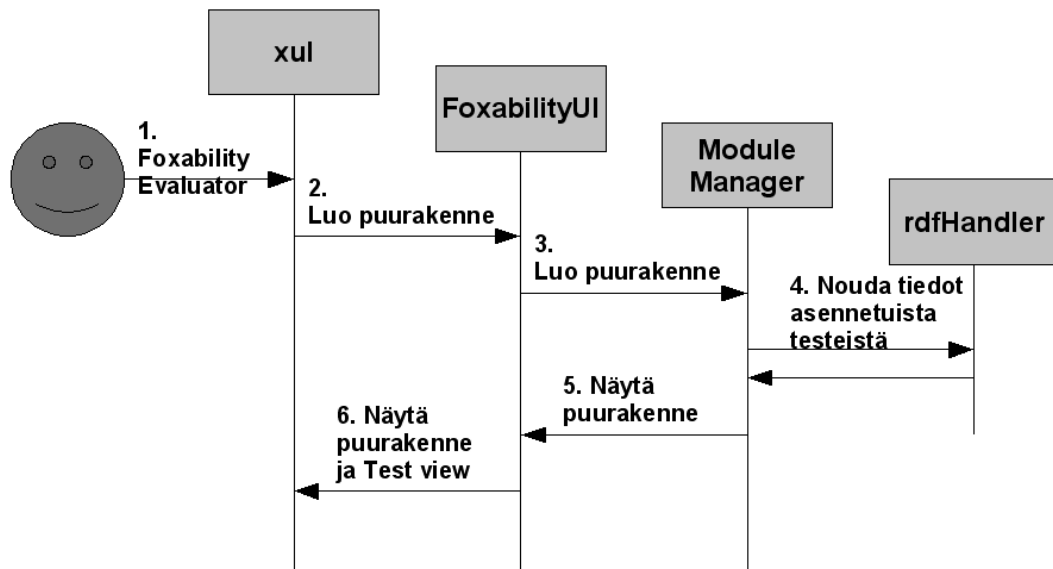 xul
FoxabilityUI
Module
Manager
rdfHandler
1.
Foxability
Evaluator
2.
Luo puurakenne
3.
Luo puurakenne
4. Nouda tiedot
asennetuista
testeistä
5. Näytä
puurakenne
6. Näytä
puurakenne
ja Test view